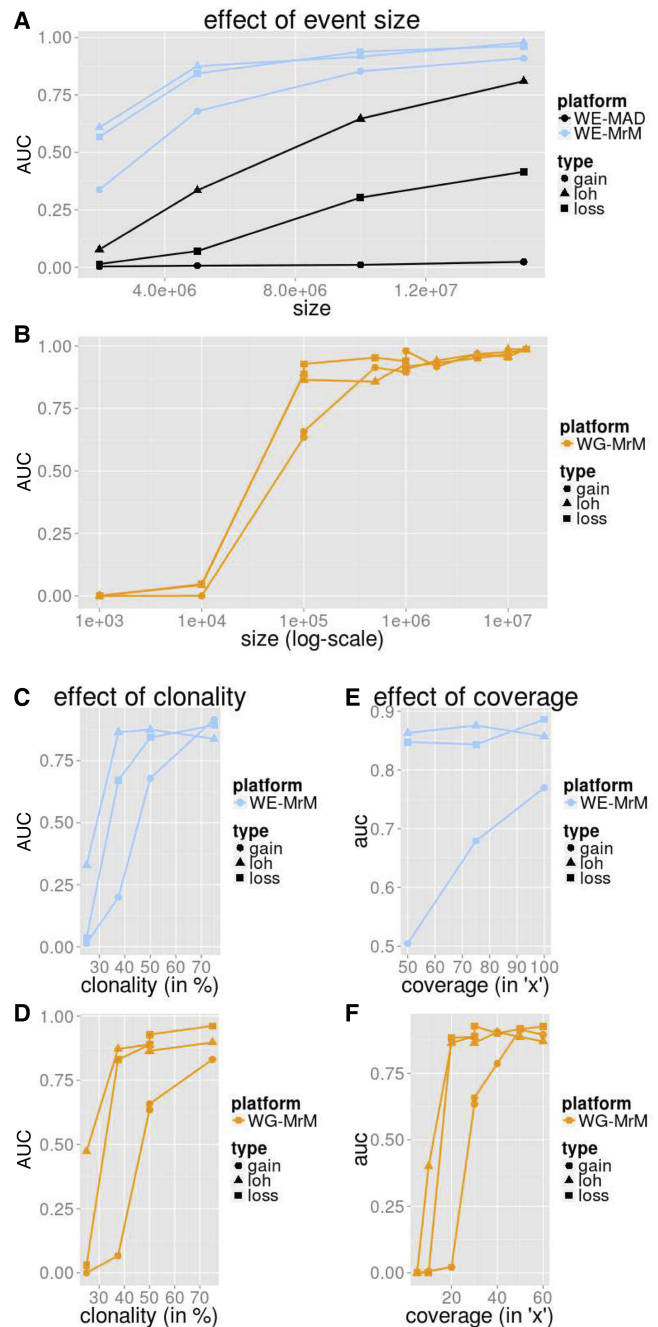 A
effect of event size
1.00
0.75
0.50
0.25
0.00
AUC
4.0e+06 8.0e+06 1.2e+07
size
platform
WE-MAD
WE-MrM
type
gain
loh
loss
B
1.00
0.75
0.50
0.25
0.00
AUC
1e+03 1e+04 1e+05 1e+06 1e+07
size (log-scale)
platform
WG-MrM
type
gain
loh
loss
C
effect of clonality
0.75
0.50
0.25
0.00
AUC
30 40 50 60 70
clonality (in %)
platform
WE-MrM
type
gain
loh
loss
E
effect of coverage
0.9
0.8
0.7
0.6
0.5
auc
50 60 70 80 90 100
coverage (in 'x')
platform
WE-MrM
type
gain
loh
loss
D
1.00
0.75
0.50
0.25
0.00
AUC
30 40 50 60 70
clonality (in %)
platform
WG-MrM
type
gain
loh
loss
F
0.75
0.50
0.25
0.00
auc
20 40 60
coverage (in 'x')
platform
WG-MrM
type
gain
loh
loss